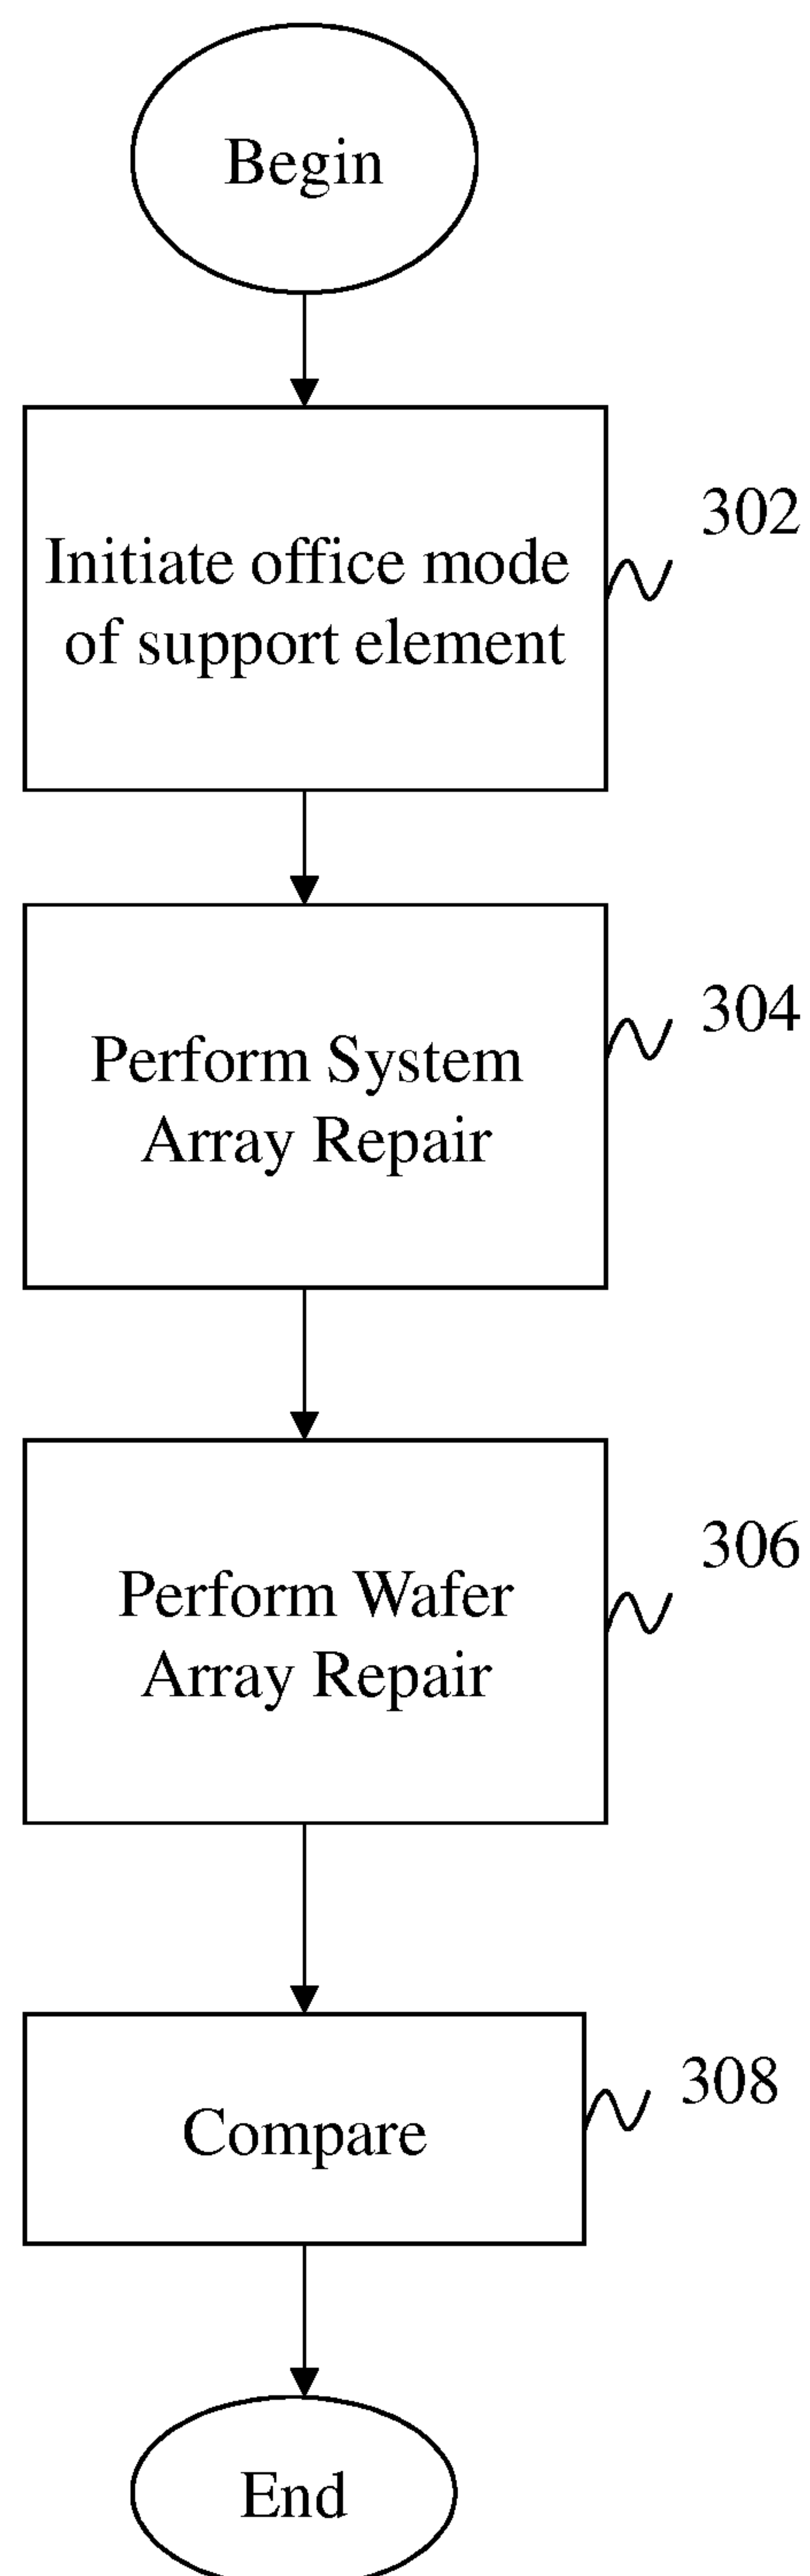 Begin
302
Initiate office mode
of support element
304
Perform System
Array Repair
306
Perform Wafer
Array Repair
308
Compare
End